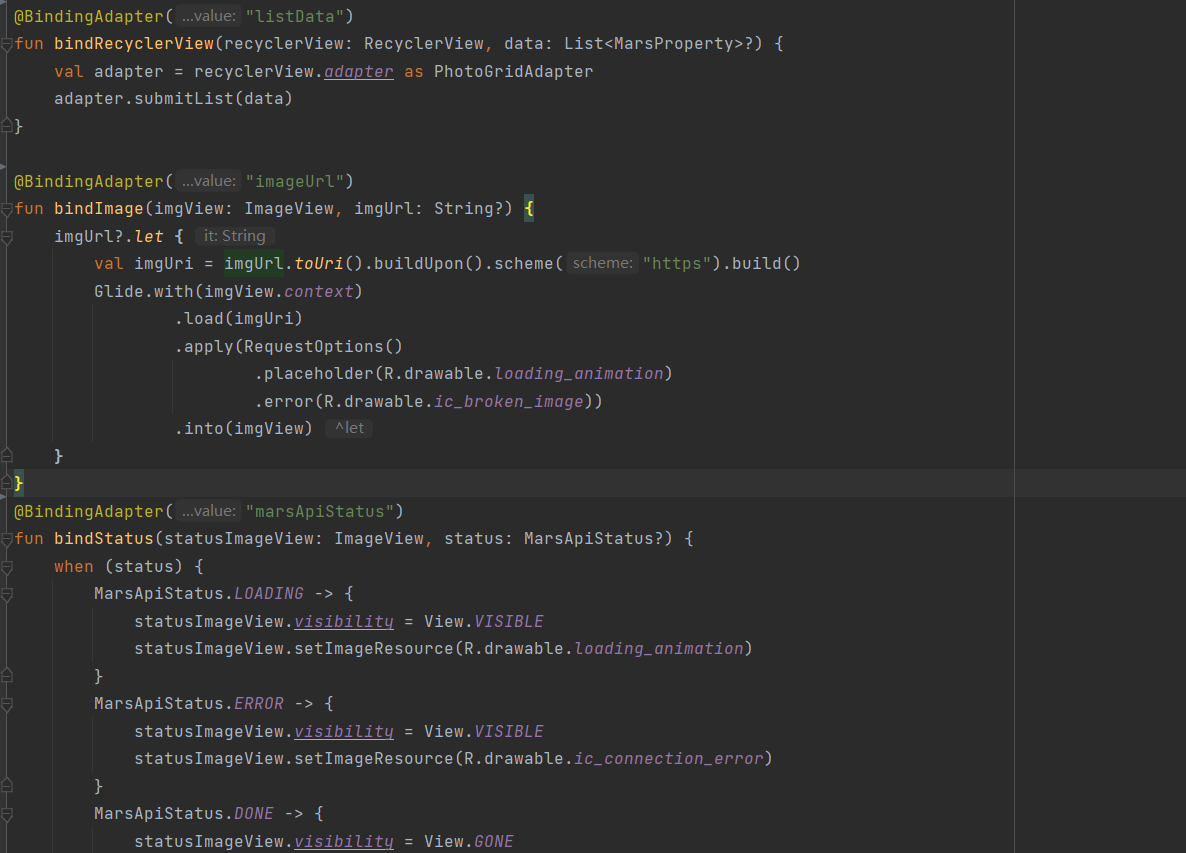 @BindingAdapter( ...value: "listData")
fun bindRecyclerView(recyclerView: RecyclerView, data: List<MarsProperty>?) {
    val adapter = recyclerView.adapter as PhotoGridAdapter
    adapter.submitList(data)
}

@BindingAdapter( ...value: "imageUrl")
fun bindImage(imgView: ImageView, imgUrl: String?) {
    imgUrl?.let { it: String
        val imgUri = imgUrl.toUri().buildUpon().scheme( scheme: "https").build()
        Glide.with(imgView.context)
                .load(imgUri)
                .apply(RequestOptions()
                        .placeholder(R.drawable.loading_animation)
                        .error(R.drawable.ic_broken_image))
                .into(imgView) ^let
    }
}
@BindingAdapter( ...value: "marsApiStatus")
fun bindStatus(statusImageView: ImageView, status: MarsApiStatus?) {
    when (status) {
        MarsApiStatus.LOADING -> {
            statusImageView.visibility = View.VISIBLE
            statusImageView.setImageResource(R.drawable.loading_animation)
        }
        MarsApiStatus.ERROR -> {
            statusImageView.visibility = View.VISIBLE
            statusImageView.setImageResource(R.drawable.ic_connection_error)
        }
        MarsApiStatus.DONE -> {
            statusImageView.visibility = View.GONE